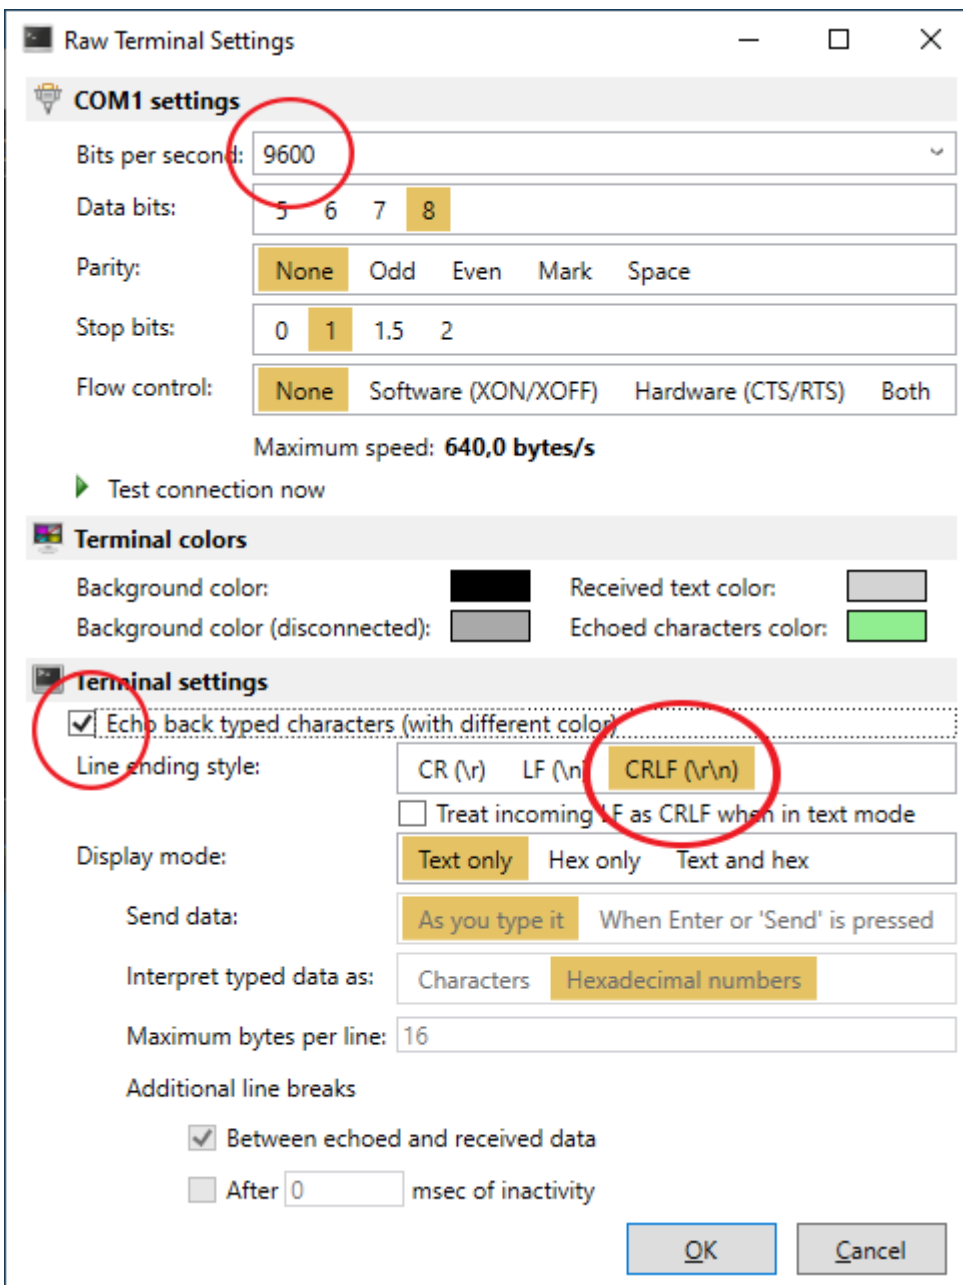 Raw Terminal Settings
COM1 settings
Bits per second: 9600
Data bits: 5 6 7 8
Parity: None Odd Even Mark Space
Stop bits: 0 1 1.5 2
Flow control: None Software (XON/XOFF) Hardware (CTS/RTS) Both
Maximum speed: 640,0 bytes/s
Test connection now
Terminal colors
Background color: Received text color:
Background color (disconnected): Echoed characters color:
Terminal settings
Echo back typed characters (with different color)
Line ending style: CR (\r) LF (\n) CRLF (\r\n)
Treat incoming LF as CRLF when in text mode
Display mode: Text only Hex only Text and hex
Send data: As you type it When Enter or 'Send' is pressed
Interpret typed data as: Characters Hexadecimal numbers
Maximum bytes per line: 16
Additional line breaks
Between echoed and received data
After 0 msec of inactivity
OK Cancel